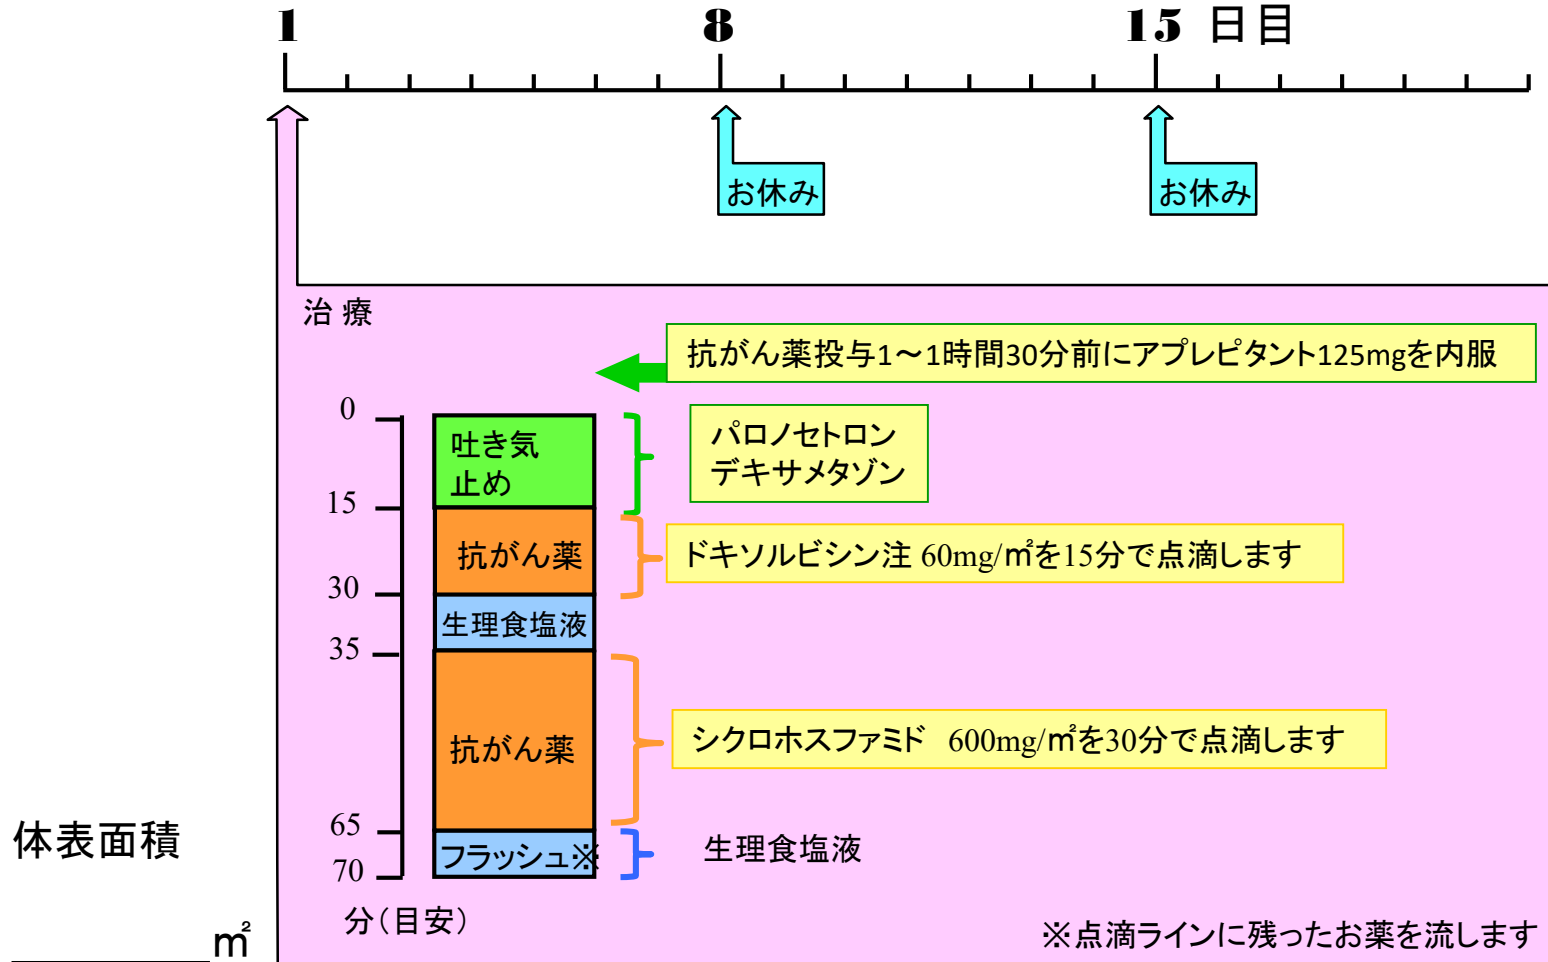 1
8
15 日目
お休み
お休み
治 療
抗がん薬投与1～1時間30分前にアプレピタント125mgを内服
0
吐き気
止め
パロノセトロン
デキサメタゾン
15
抗がん薬
ドキソルビシン注 60mg/㎡を15分で点滴します
30
生理食塩液
35
抗がん薬
シクロホスファミド 600mg/㎡を30分で点滴します
65
フラッシュ※
生理食塩液
70
体表面積
分（目安）
㎡
※点滴ラインに残ったお薬を流します